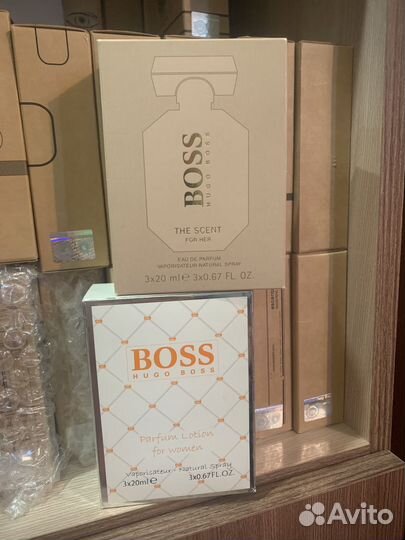 BOSS
HUGO BOSS
THE SCENT
FOR HER
EAU DE PARFUM
VAPORISATEUR NATURAL SPRAY
3x20 ml ℮ 3x0.67 FL. OZ.
BOSS
HUGO BOSS
Parfum Lotion
for women
Vaporisateur - Natural Spray
3x20ml℮ 3x0.67FL.OZ.
Avito